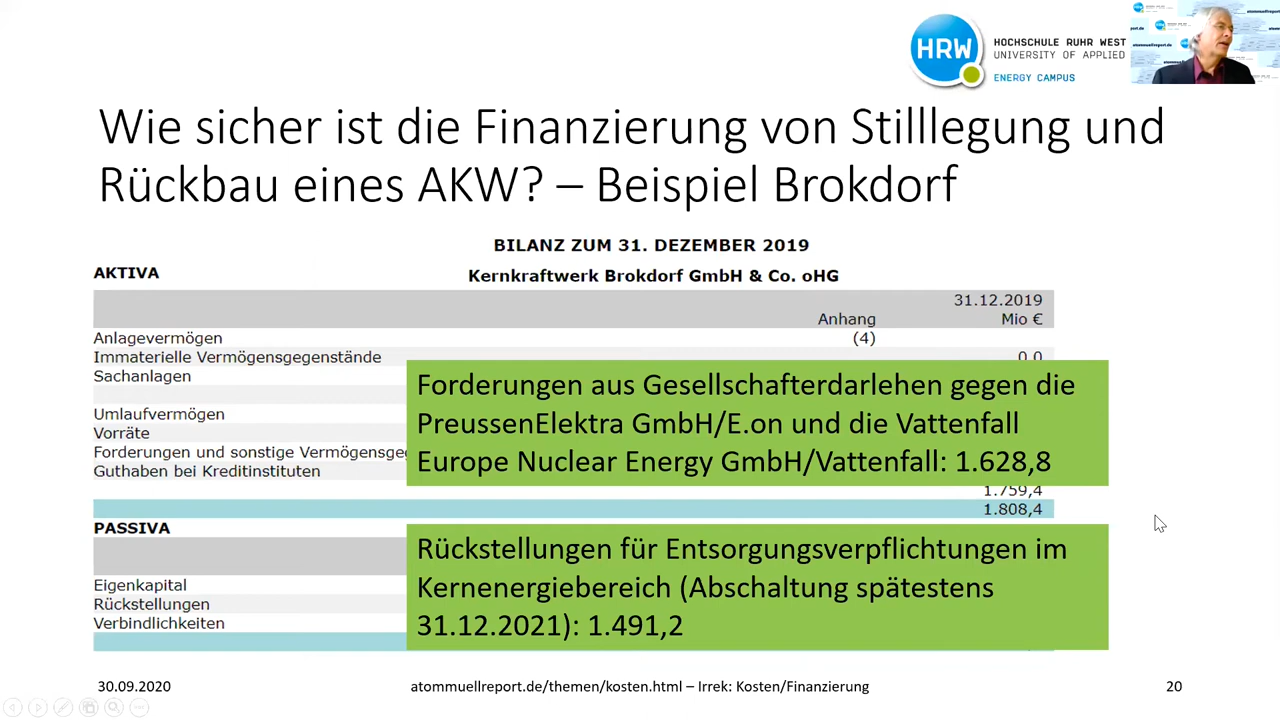 HRW
HOCHSCHULE RUHR WEST
UNIVERSITY OF APPLIED
ENERGY CAMPUS
atommuellreport.de
Wie sicher ist die Finanzierung von Stilllegung und
Rückbau eines AKW? – Beispiel Brokdorf
BILANZ ZUM 31. DEZEMBER 2019
AKTIVA
Kernkraftwerk Brokdorf GmbH & Co. oHG
31.12.2019
Anhang Mio €
Anlagevermögen (4)
Immaterielle Vermögensgegenstände 0,0
Sachanlagen
Umlaufvermögen
Vorräte
Forderungen und sonstige Vermögensge
Guthaben bei Kreditinstituten
Forderungen aus Gesellschafterdarlehen gegen die
PreussenElektra GmbH/E.on und die Vattenfall
Europe Nuclear Energy GmbH/Vattenfall: 1.628,8
1.759,4
1.808,4
PASSIVA
Eigenkapital
Rückstellungen
Verbindlichkeiten
Rückstellungen für Entsorgungsverpflichtungen im
Kernenergiebereich (Abschaltung spätestens
31.12.2021): 1.491,2
30.09.2020 atommuellreport.de/themen/kosten.html – Irrek: Kosten/Finanzierung 20